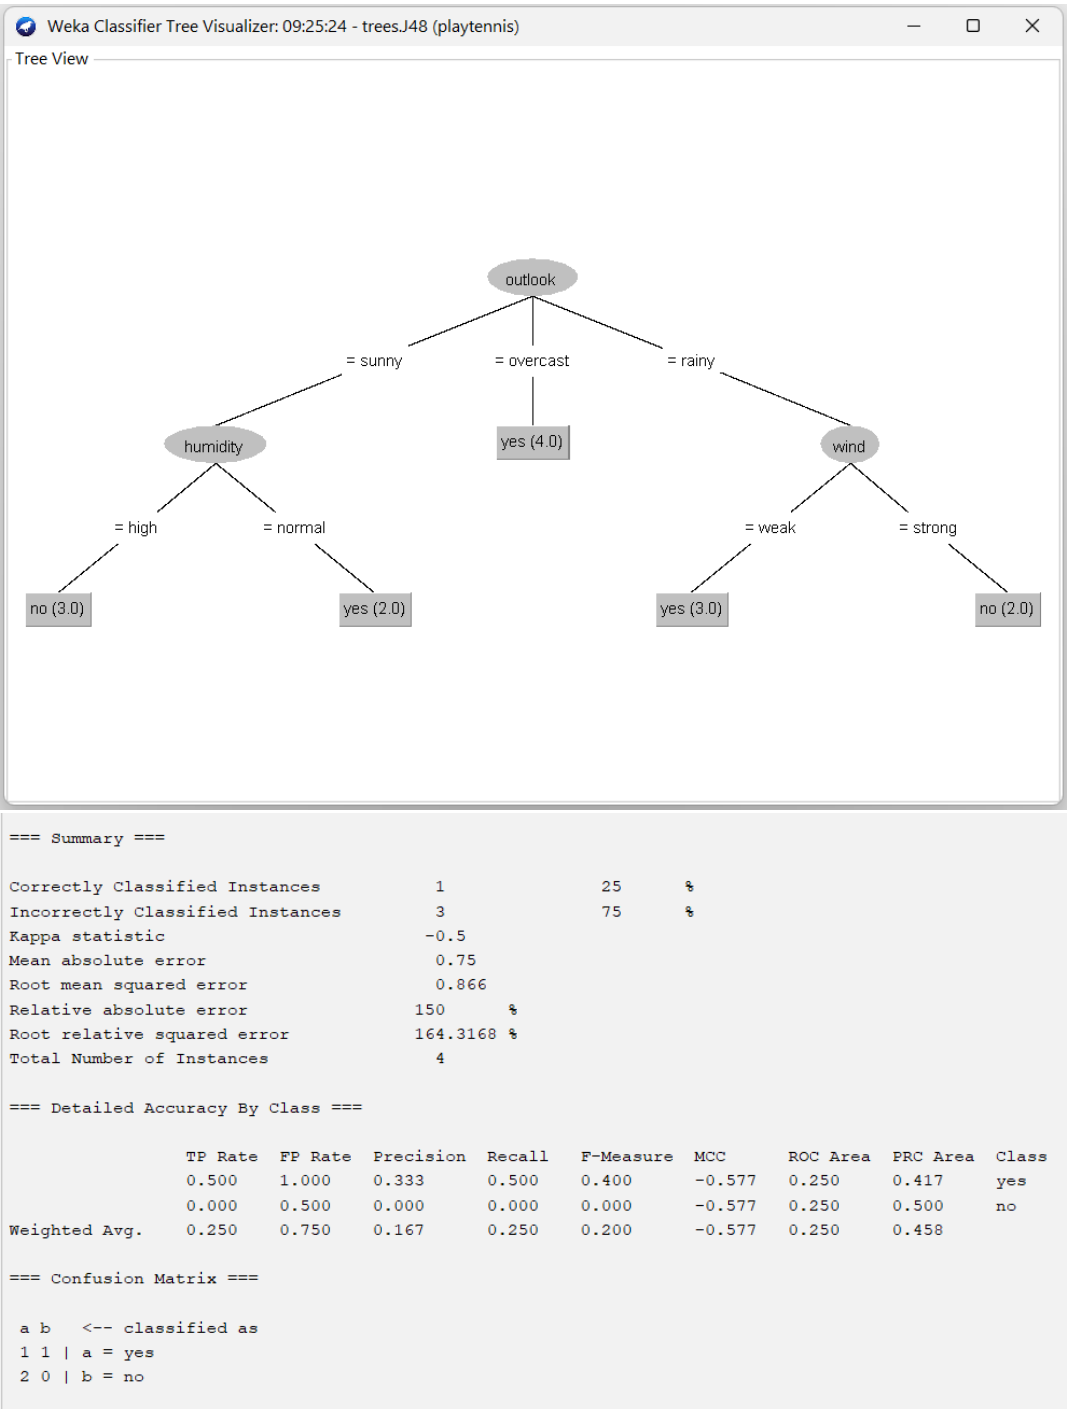 Weka Classifier Tree Visualizer: 09:25:24 - trees.J48 (playtennis)
Tree View
outlook
= sunny = overcast = rainy
humidity yes (4.0) wind
= high = normal = weak = strong
no (3.0) yes (2.0) yes (3.0) no (2.0)
=== Summary ===
Correctly Classified Instances 1 25 %
Incorrectly Classified Instances 3 75 %
Kappa statistic -0.5
Mean absolute error 0.75
Root mean squared error 0.866
Relative absolute error 150 %
Root relative squared error 164.3168 %
Total Number of Instances 4
=== Detailed Accuracy By Class ===
TP Rate FP Rate Precision Recall F-Measure MCC ROC Area PRC Area Class
0.500 1.000 0.333 0.500 0.400 -0.577 0.250 0.417 yes
0.000 0.500 0.000 0.000 0.000 -0.577 0.250 0.500 no
Weighted Avg. 0.250 0.750 0.167 0.250 0.200 -0.577 0.250 0.458
=== Confusion Matrix ===
a b <-- classified as
1 1 | a = yes
2 0 | b = no